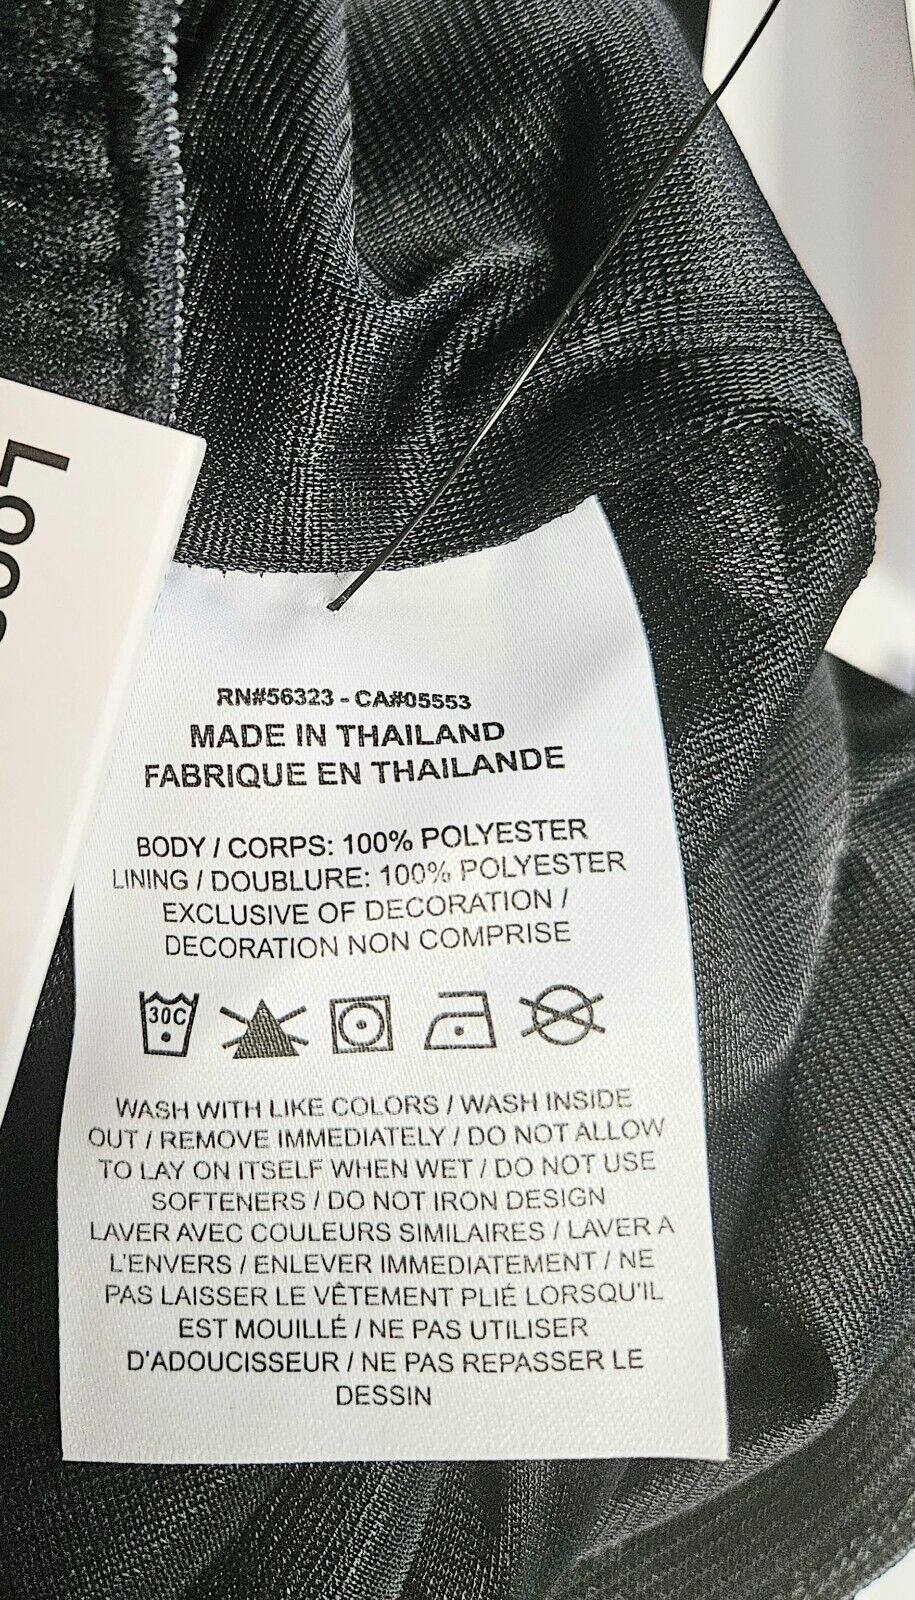 Loos
RN#56323 - CA#05553
MADE IN THAILAND
FABRIQUE EN THAILANDE
BODY / CORPS: 100% POLYESTER
LINING / DOUBLURE: 100% POLYESTER
EXCLUSIVE OF DECORATION /
DECORATION NON COMPRISE
30C
WASH WITH LIKE COLORS / WASH INSIDE
OUT / REMOVE IMMEDIATELY / DO NOT ALLOW
TO LAY ON ITSELF WHEN WET / DO NOT USE
SOFTENERS / DO NOT IRON DESIGN
LAVER AVEC COULEURS SIMILAIRES / LAVER A
L'ENVERS / ENLEVER IMMEDIATEMENT / NE
PAS LAISSER LE VÊTEMENT PLIÉ LORSQU'IL
EST MOUILLÉ / NE PAS UTILISER
D'ADOUCISSEUR / NE PAS REPASSER LE
DESSIN